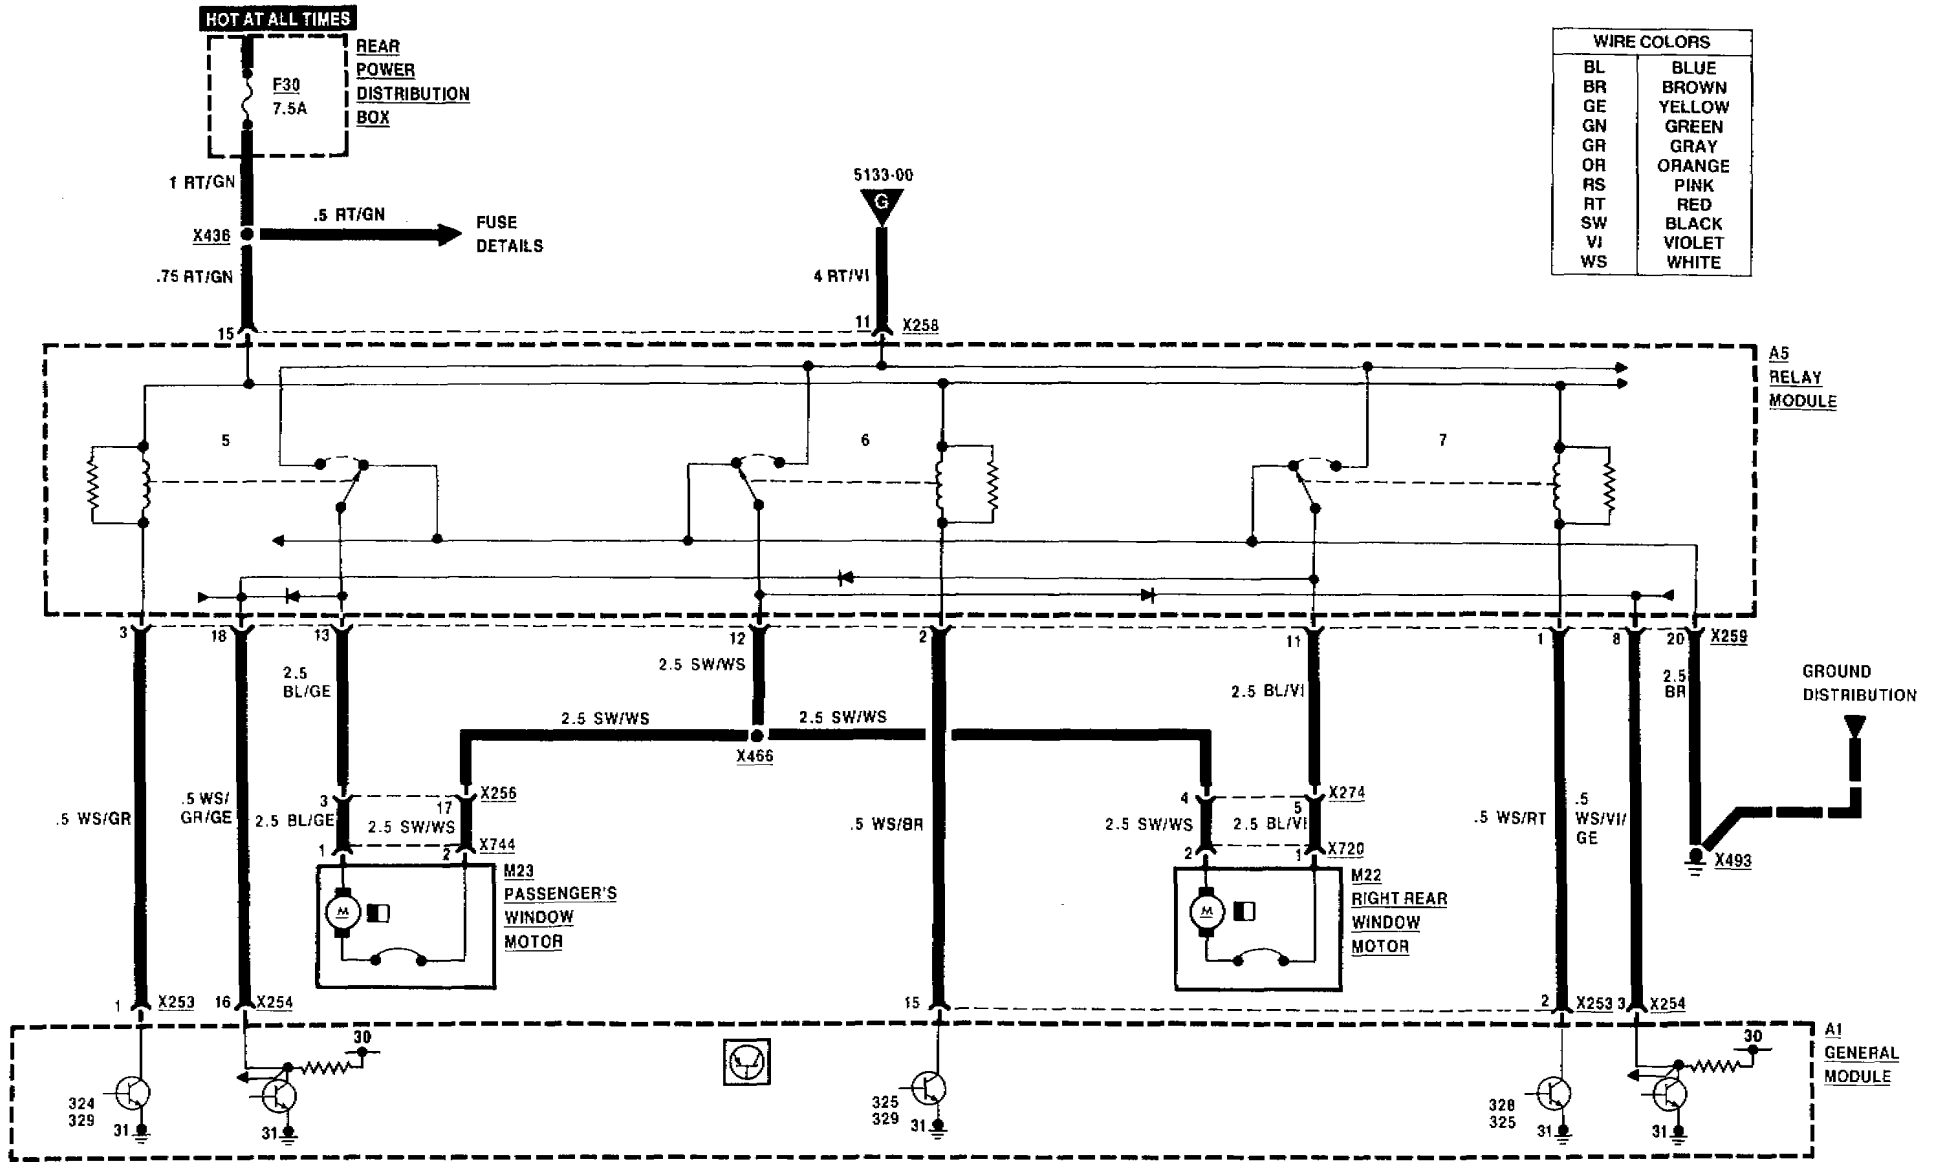 HOT AT ALL TIMES
REAR
POWER
DISTRIBUTION
BOX
F30
7.5A
1 RT/GN
X436
.5 RT/GN
FUSE
DETAILS
.75 RT/GN
15
5133-00
G
4 RT/VI
11
X258
WIRE COLORS
BL BLUE
BR BROWN
GE YELLOW
GN GREEN
GR GRAY
OR ORANGE
RS PINK
RT RED
SW BLACK
VI VIOLET
WS WHITE
A5
RELAY
MODULE
5
6
7
3
18
13
12
2
11
1
8
20
X259
2.5
BL/GE
2.5 SW/WS
2.5 BL/VI
2.5
BR
GROUND
DISTRIBUTION
2.5 SW/WS
2.5 SW/WS
X466
3
17
X256
4
5
X274
.5 WS/GR
.5 WS/
GR/GE
2.5 BL/GE
2.5 SW/WS
.5 WS/BR
2.5 SW/WS
2.5 BL/VI
.5 WS/RT
.5
WS/VI/
GE
1
2
X744
2
1
X720
X493
M23
PASSENGER'S
WINDOW
MOTOR
M
M22
RIGHT REAR
WINDOW
MOTOR
M
1
X253
16
X254
15
2
X253
3
X254
A1
GENERAL
MODULE
30
30
324
329
31
31
325
329
31
328
325
31
31